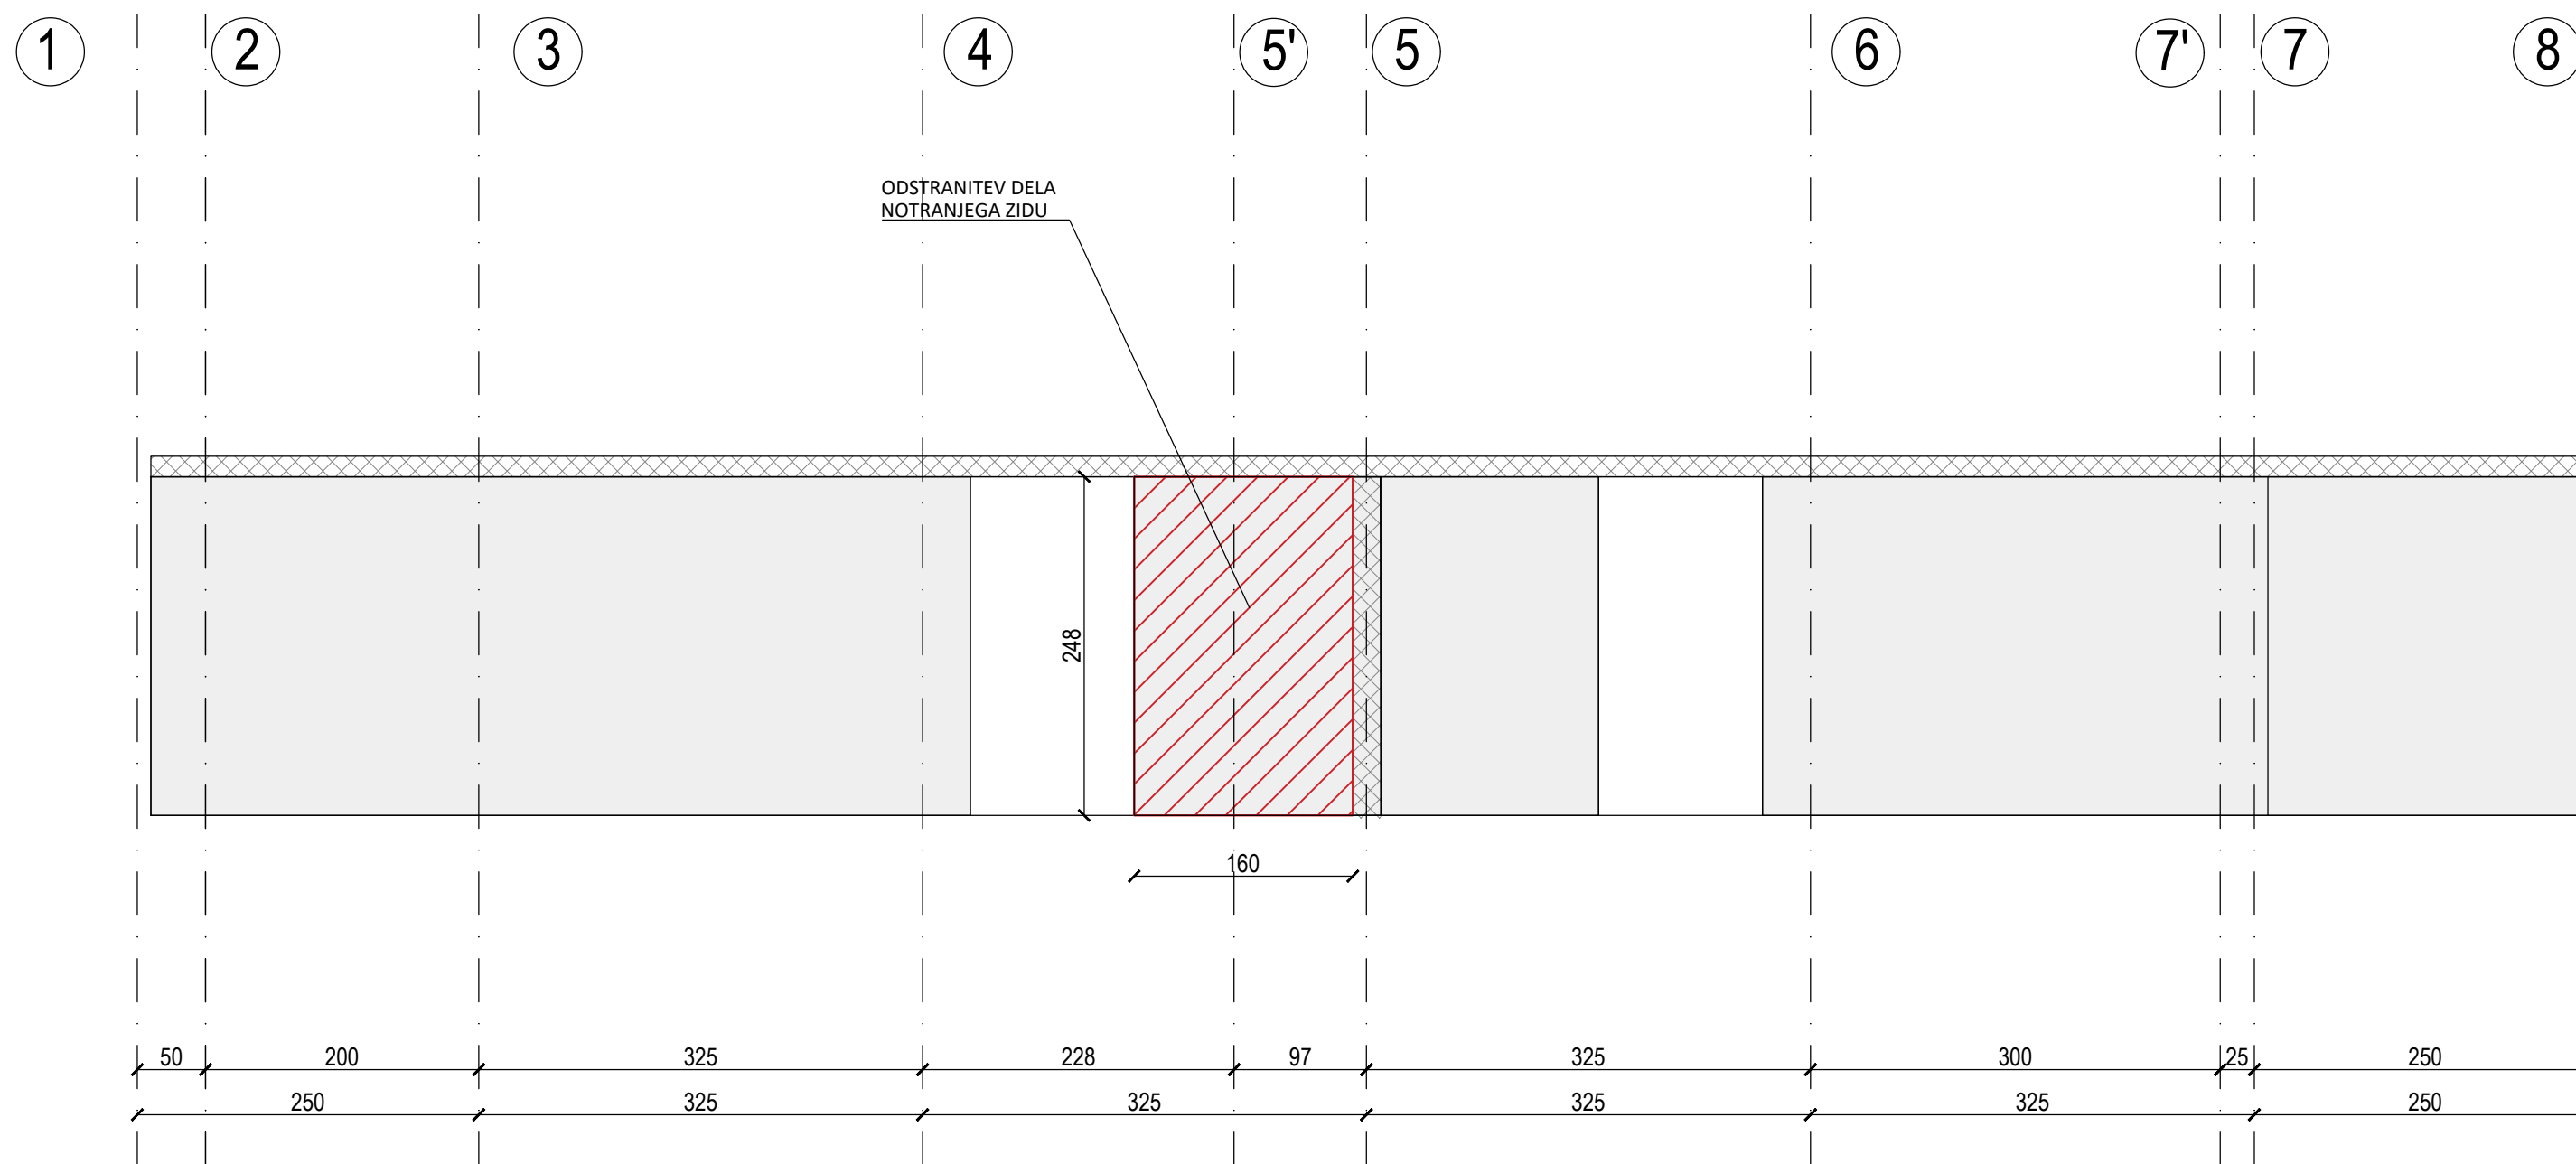 1 2 3 4 5' 5 6 7' 7 8
ODSTRANITEV DELA
NOTRANJEGA ZIDU
248
160
50 200 325 228 97 325 300 25 250
250 325 325 325 325 250